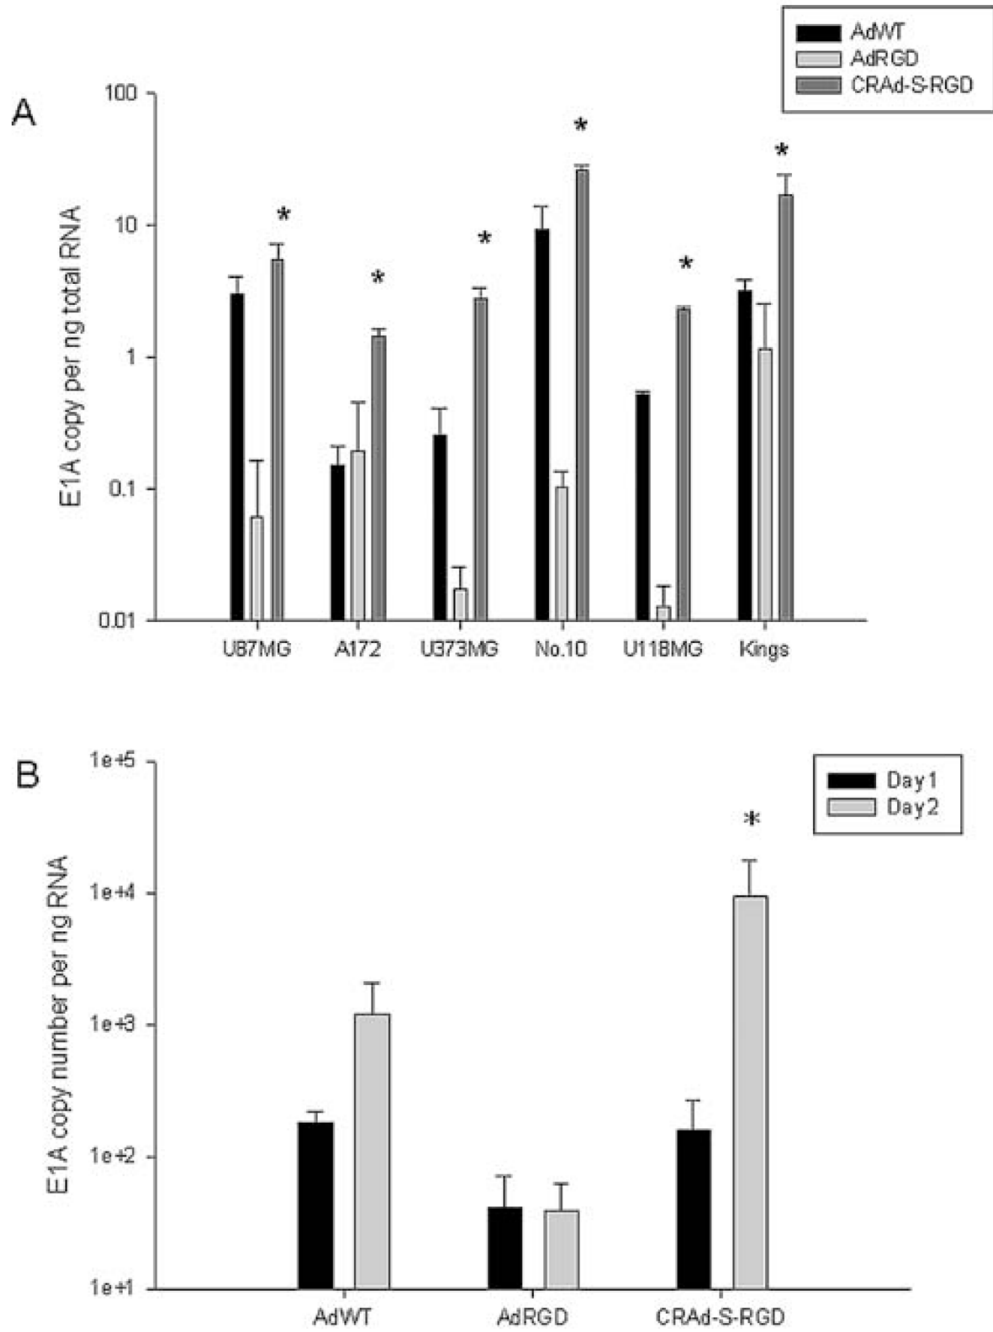 AdWT
AdRGD
CRAd-S-RGD
A
100
10
1
0.1
0.01
E1A copy per ng total RNA
*
*
*
*
*
*
U87MG
A172
U373MG
No.10
U118MG
Kings
B
Day1
Day2
1e+5
1e+4
1e+3
1e+2
1e+1
E1A copy number per ng RNA
*
AdWT
AdRGD
CRAd-S-RGD